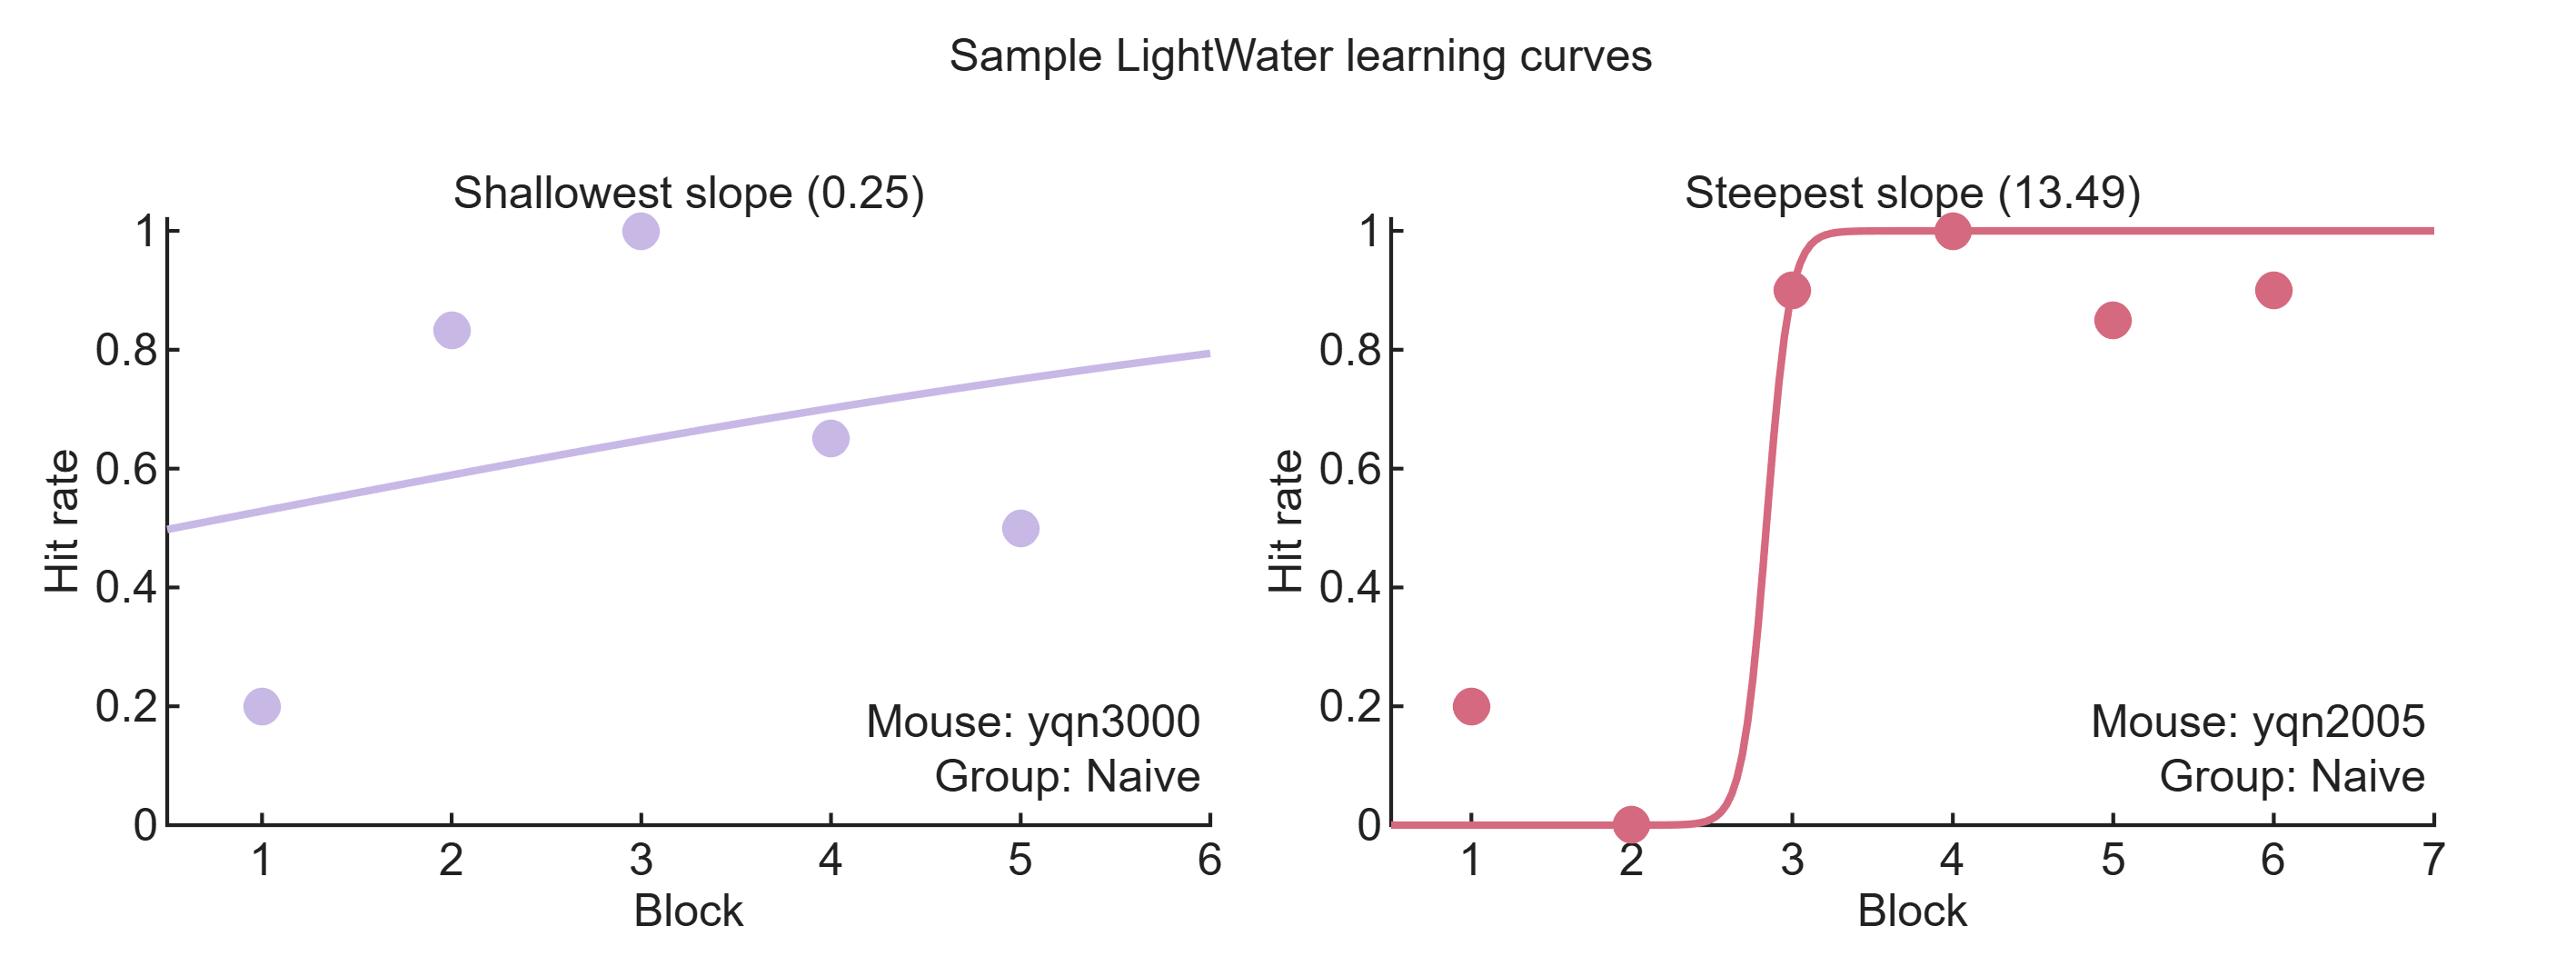 Sample LightWater learning curves
Shallowest slope (0.25)
1
0.8
0.6
0.4
0.2
0
Hit rate
Mouse: yqn3000
Group: Naive
1 2 3 4 5 6
Block
Steepest slope (13.49)
1
0.8
0.6
0.4
0.2
0
Hit rate
Mouse: yqn2005
Group: Naive
1 2 3 4 5 6 7
Block